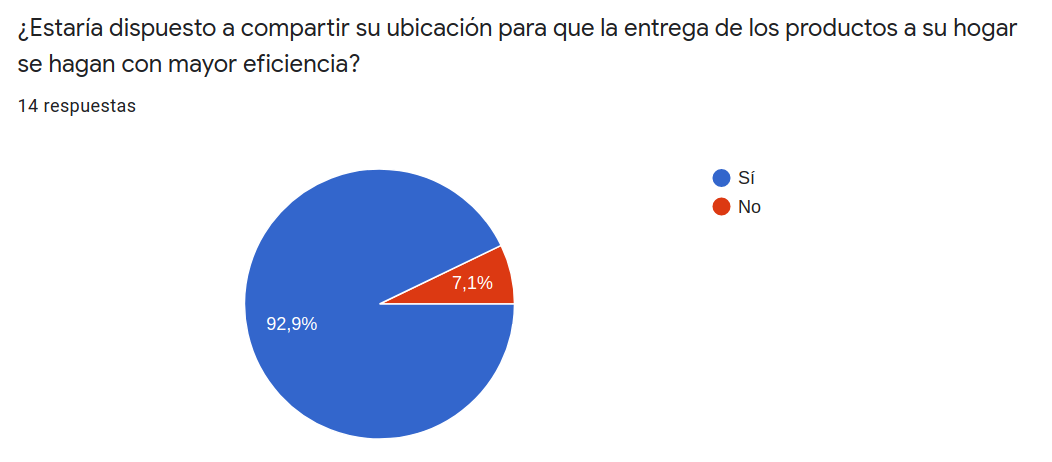 ¿Estaría dispuesto a compartir su ubicación para que la entrega de los productos a su hogar
se hagan con mayor eficiencia?
14 respuestas
Sí
No
7,1%
92,9%